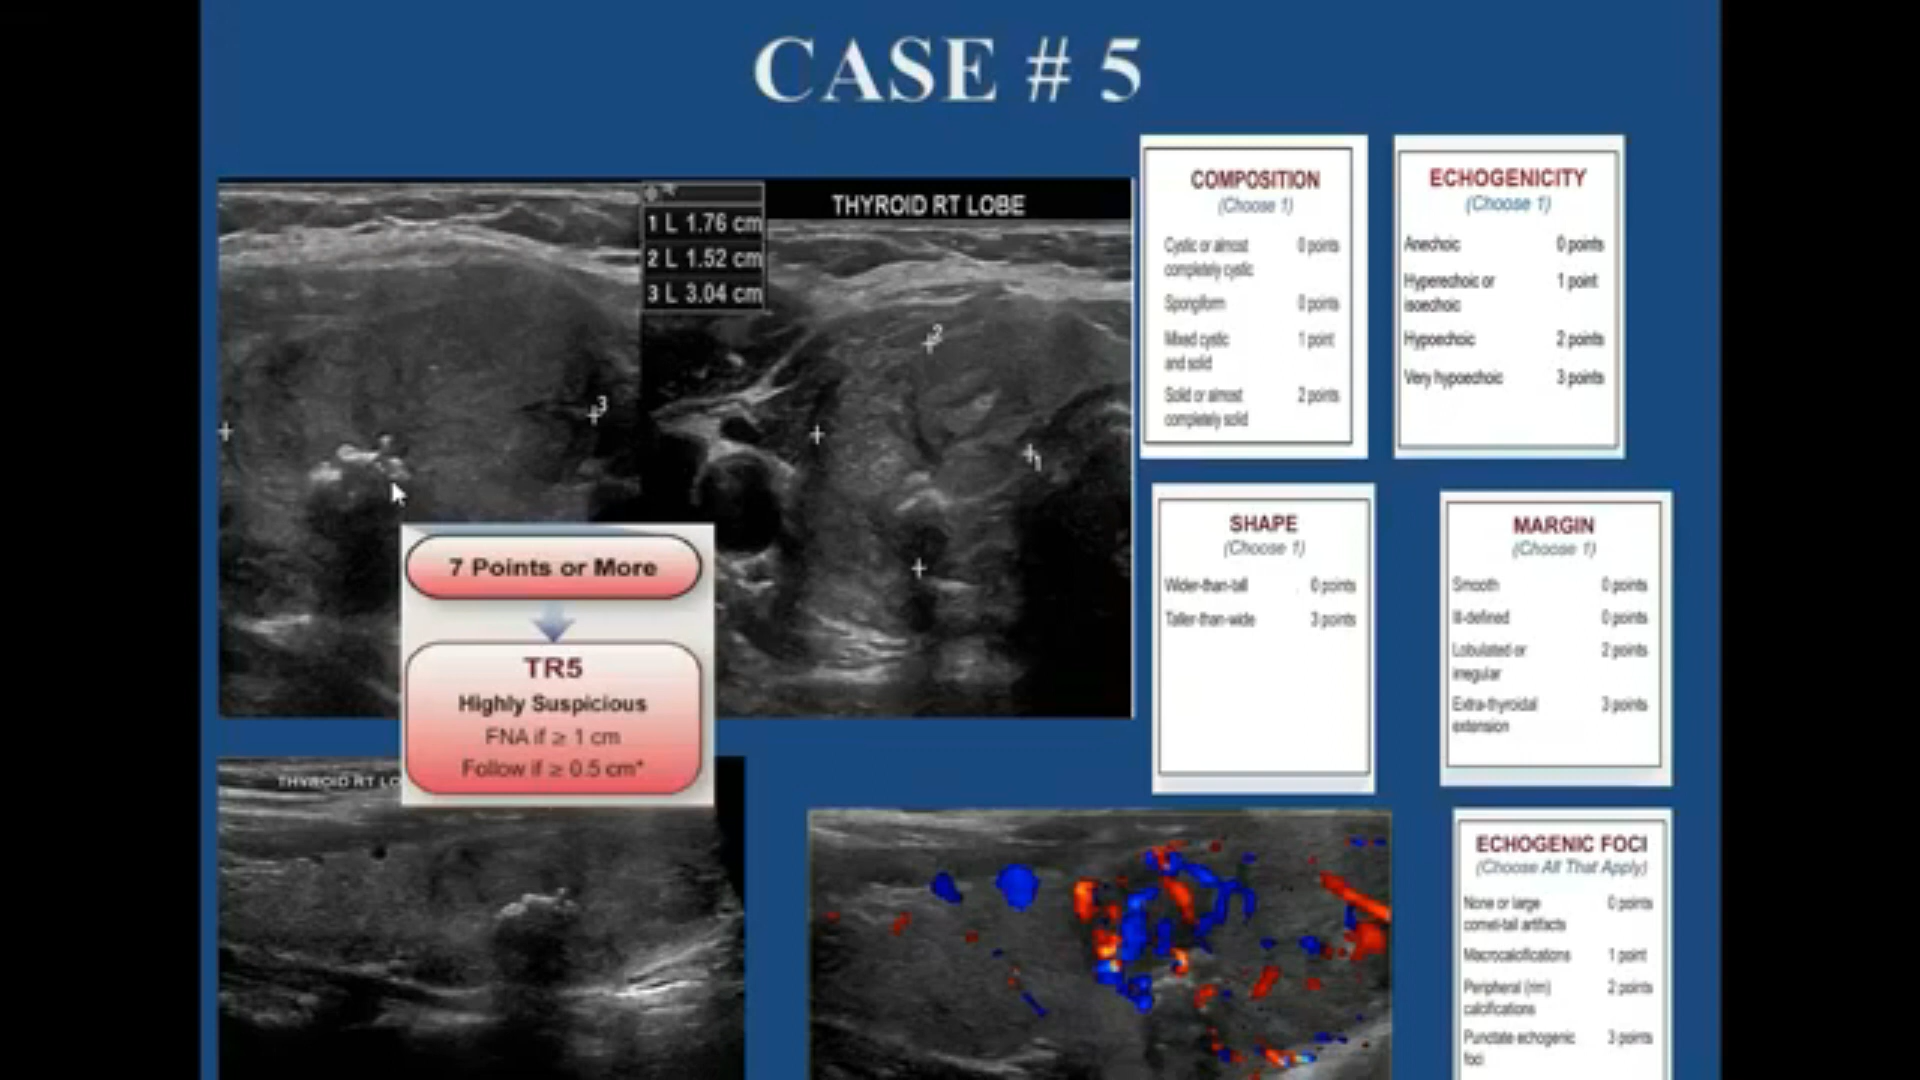 CASE # 5
1 L 1.76 cm
2 L 1.52 cm
3 L 3.04 cm
THYROID RT LOBE
2
3
1
COMPOSITION
(Choose 1)
Cystic or almost 0 points
completely cystic
Spongiform 0 points
Mixed cystic 1 point
and solid
Solid or almost 2 points
completely solid
ECHOGENICITY
(Choose 1)
Anechoic 0 points
Hyperechoic or 1 point
isoechoic
Hypoechoic 2 points
Very hypoechoic 3 points
SHAPE
(Choose 1)
Wider-than-tall 0 points
Taller-than-wide 3 points
MARGIN
(Choose 1)
Smooth 0 points
Ill-defined 0 points
Lobulated or 2 points
irregular
Extra-thyroidal 3 points
extension
7 Points or More
TR5
Highly Suspicious
FNA if ≥ 1 cm
Follow if ≥ 0.5 cm*
THYROID RT LO
ECHOGENIC FOCI
(Choose All That Apply)
None or large 0 points
comet-tail artifacts
Macrocalcifications 1 point
Peripheral (rim) 2 points
calcifications
Punctate echogenic 3 points
foci